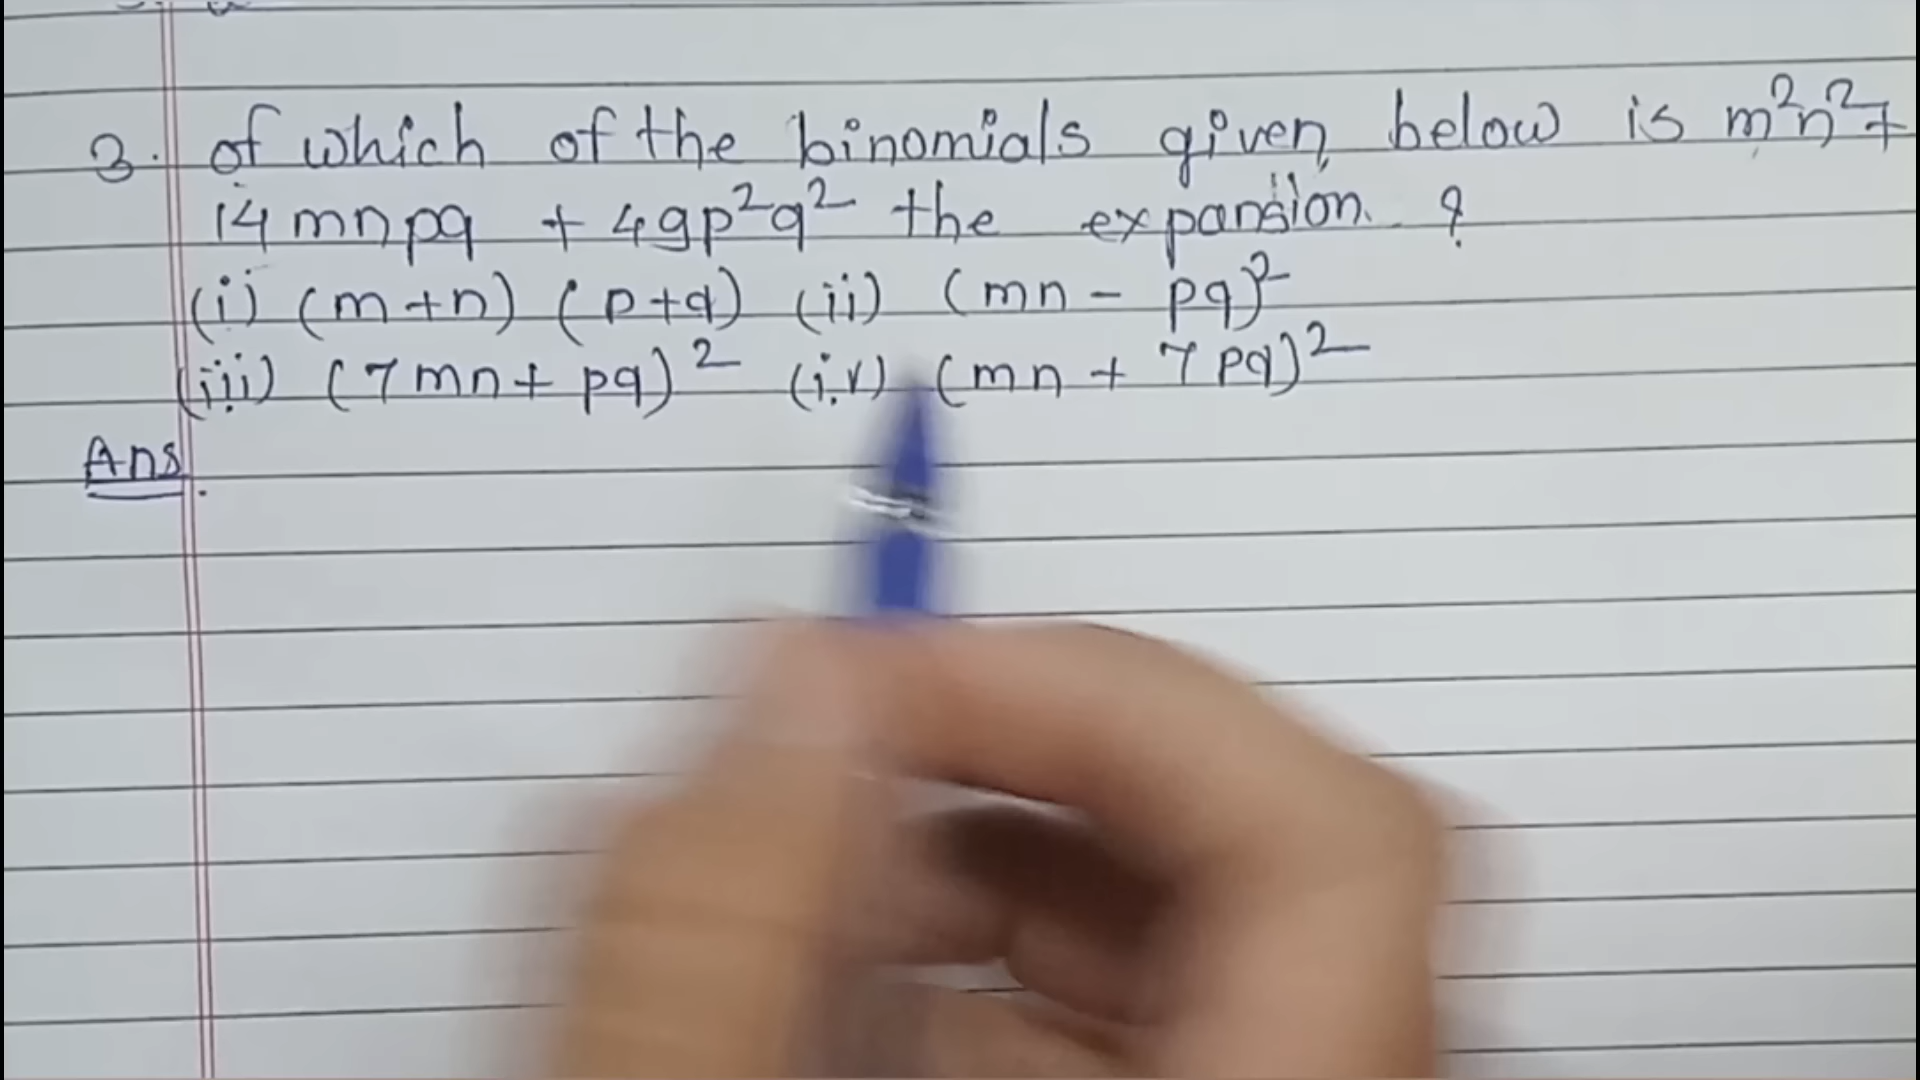 3. of which of the binomials given below is m²n²+
14mnpq + 49p²q² the expansion ?
(i) (m+n) (p+q) (ii) (mn - pq)²
(iii) (7mn+ pq)² (iv) (mn + 7pq)²
Ans.